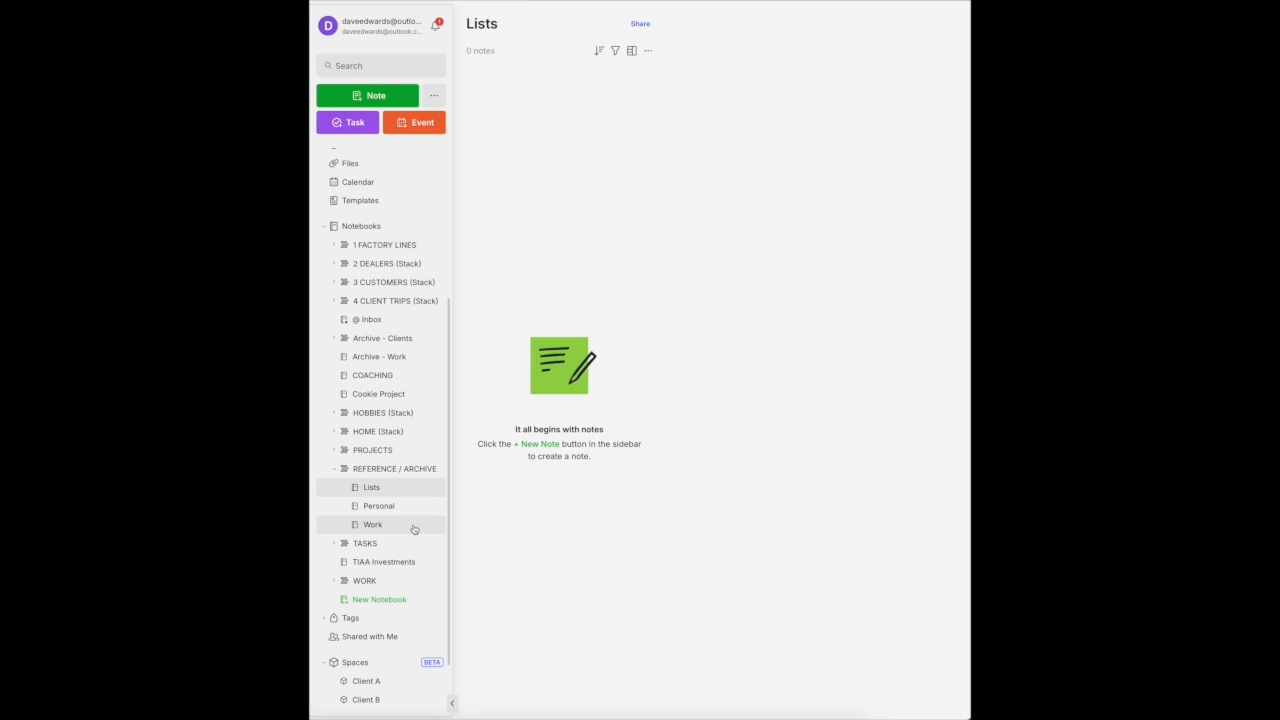 D
daveedwards@outlo...
daveedwards@outlook.c...
1
Search
Note
...
Task
Event
Files
Calendar
Templates
Notebooks
1 FACTORY LINES
2 DEALERS (Stack)
3 CUSTOMERS (Stack)
4 CLIENT TRIPS (Stack)
@ Inbox
Archive - Clients
Archive - Work
COACHING
Cookie Project
HOBBIES (Stack)
HOME (Stack)
PROJECTS
REFERENCE / ARCHIVE
Lists
Personal
Work
TASKS
TIAA Investments
WORK
New Notebook
Tags
Shared with Me
Spaces BETA
Client A
Client B
Lists
Share
0 notes
It all begins with notes
Click the + New Note button in the sidebar
to create a note.